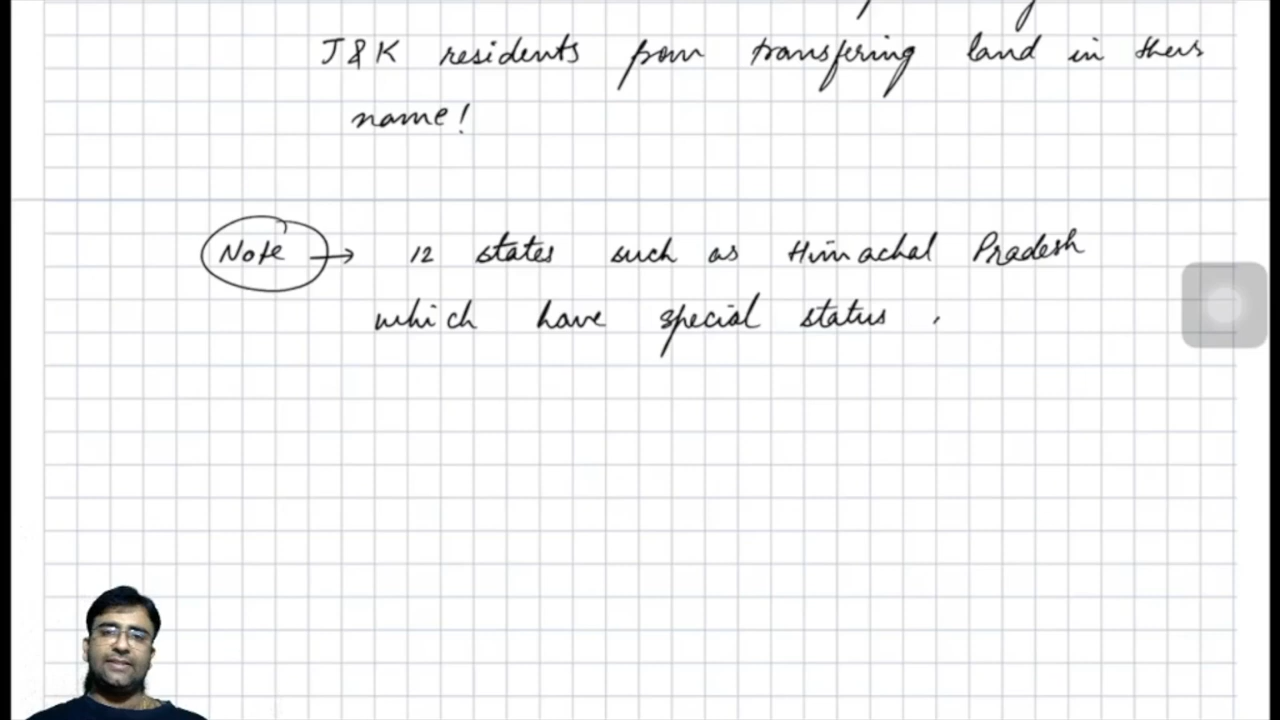 J&K residents from transfering land in their
name!
Note → 12 states such as Himachal Pradesh
which have special status .